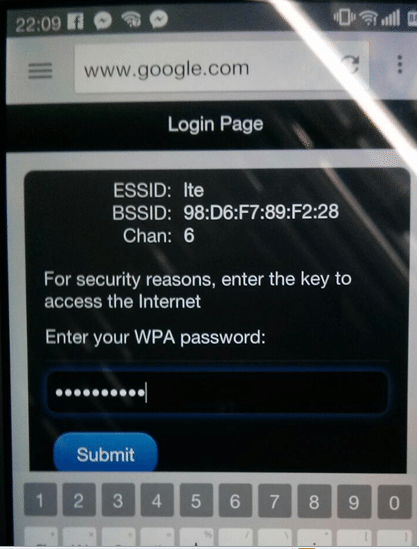 22:09
www.google.com
Login Page
ESSID: lte
BSSID: 98:D6:F7:89:F2:28
Chan: 6
For security reasons, enter the key to
access the Internet
Enter your WPA password:
••••••••••
Submit
1 2 3 4 5 6 7 8 9 0